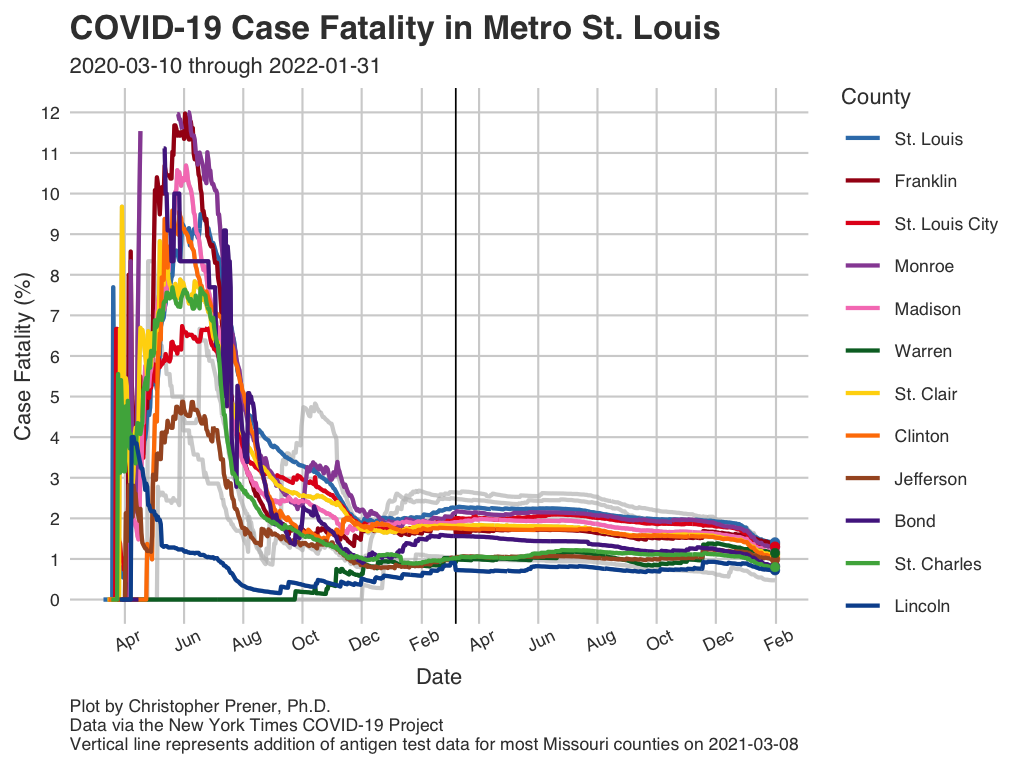 COVID-19 Case Fatality in Metro St. Louis
2020-03-10 through 2022-01-31
County
St. Louis
Franklin
St. Louis City
Monroe
Madison
Warren
St. Clair
Clinton
Jefferson
Bond
St. Charles
Lincoln
Case Fatality (%)
12
11
10
9
8
7
6
5
4
3
2
1
0
Apr Jun Aug Oct Dec Feb Apr Jun Aug Oct Dec Feb
Date
Plot by Christopher Prener, Ph.D.
Data via the New York Times COVID-19 Project
Vertical line represents addition of antigen test data for most Missouri counties on 2021-03-08